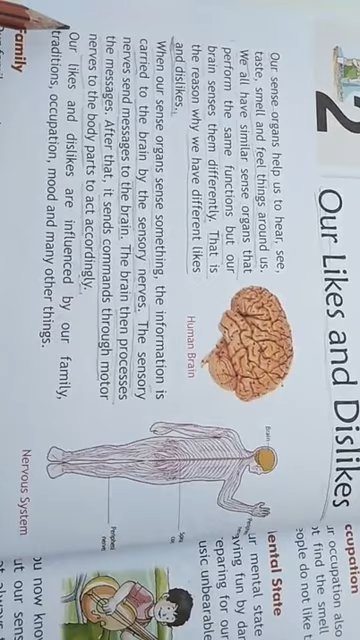 2
Our Likes and Dislikes
Our sense organs help us to hear, see,
taste, smell and feel things around us.
We all have similar sense organs that
perform the same functions but our
brain senses them differently. That is
the reason why we have different likes
and dislikes.
Human Brain
When our sense organs sense something, the information is
carried to the brain by the sensory nerves. The sensory
nerves send messages to the brain. The brain then processes
the messages. After that, it sends commands through motor
nerves to the body parts to act accordingly.
Our likes and dislikes are influenced by our family,
traditions, occupation, mood and many other things.
Family
Brain
nerve
Nervous System
ccupation
ur occupation also
ot find the smell
eople do not like
ental State
ur mental state
ving fun by dan
eparing for our
usic unbearable
ou now know
ut our sens